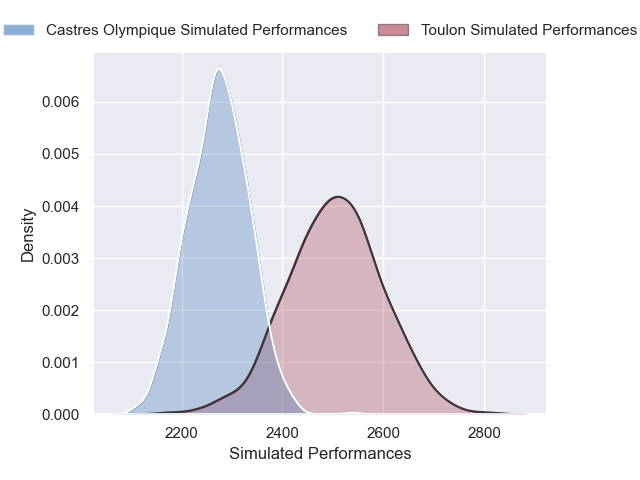 Castres Olympique Simulated Performances
Toulon Simulated Performances
0.006
0.005
0.004
0.003
0.002
0.001
0.000
Density
2200
2400
2600
2800
Simulated Performances